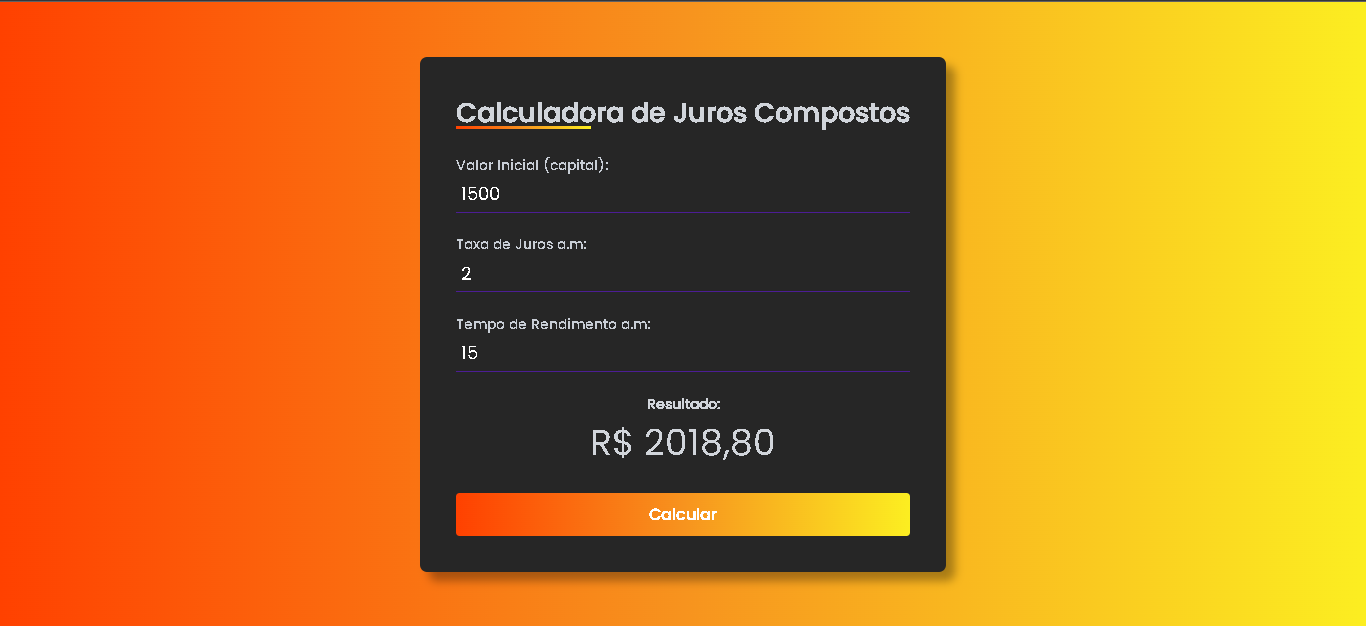 Calculadora de Juros Compostos
Valor Inicial (capital):
1500
Taxa de Juros a.m:
2
Tempo de Rendimento a.m:
15
Resultado:
R$ 2018,80
Calcular